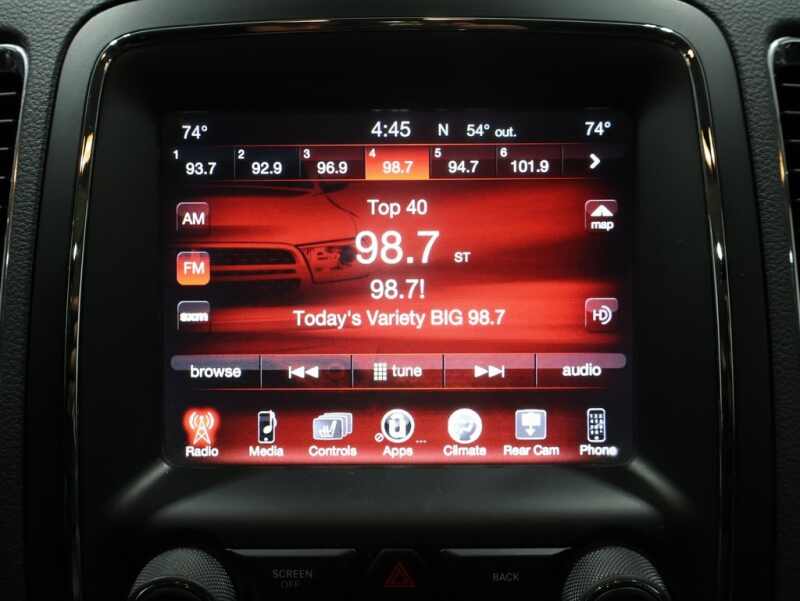 74° 4:45 N 54° out. 74°
1 93.7 2 92.9 3 96.9 4 98.7 5 94.7 6 101.9
Top 40
AM
map
98.7 ST
FM
98.7!
sxm
Today's Variety BIG 98.7
HD
browse tune audio
Radio Media Controls Apps Climate Rear Cam Phone
SCREEN
OFF
BACK